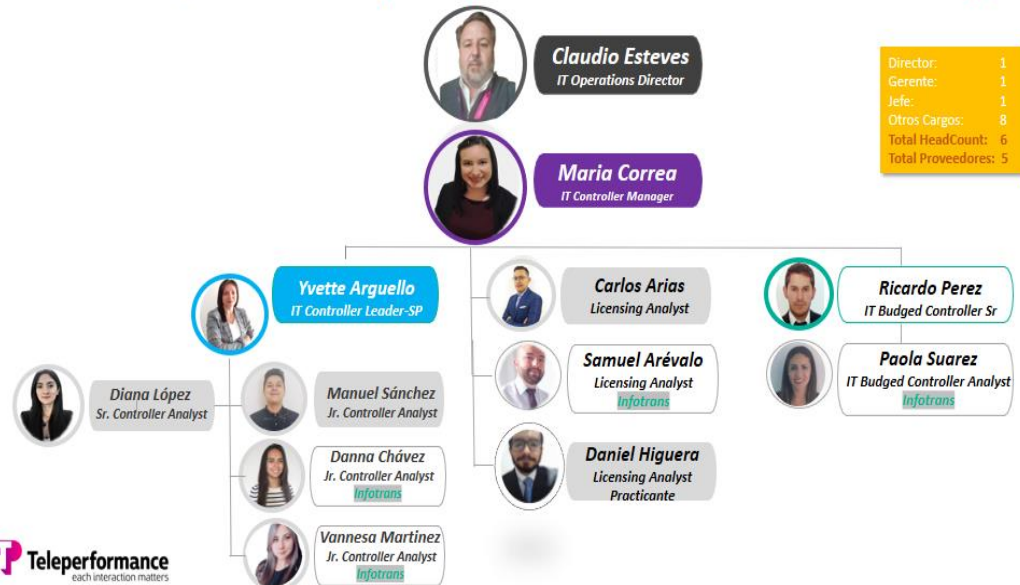 Claudio Esteves
IT Operations Director
Director: 1
Gerente: 1
Jefe: 1
Otros Cargos: 8
Total HeadCount: 6
Total Proveedores: 5
Maria Correa
IT Controller Manager
Yvette Arguello
IT Controller Leader-SP
Carlos Arias
Licensing Analyst
Ricardo Perez
IT Budged Controller Sr
Samuel Arévalo
Licensing Analyst
Infotrans
Paola Suarez
IT Budged Controller Analyst
Infotrans
Diana López
Sr. Controller Analyst
Manuel Sánchez
Jr. Controller Analyst
Danna Chávez
Jr. Controller Analyst
Infotrans
Daniel Higuera
Licensing Analyst
Practicante
Vannesa Martinez
Jr. Controller Analyst
Infotrans
Teleperformance
each interaction matters